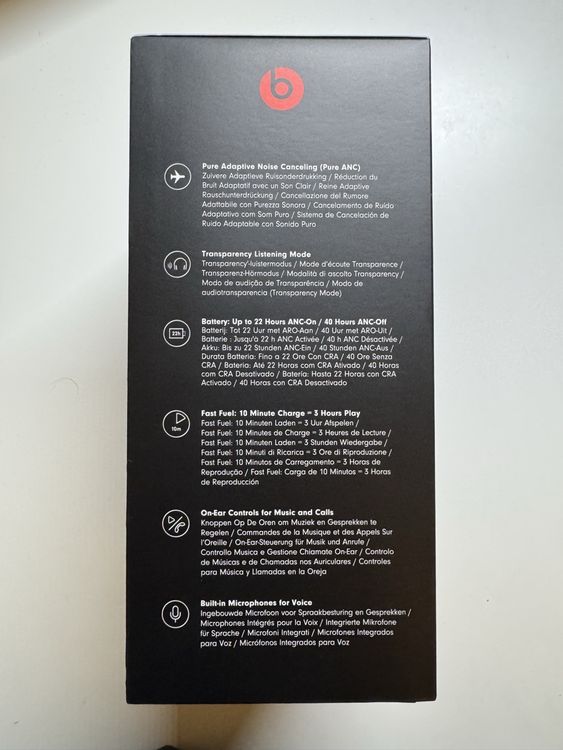 b
Pure Adaptive Noise Canceling (Pure ANC)
Zuivere Adaptieve Ruisonderdrukking / Réduction du
Bruit Adaptatif avec un Son Clair / Reine Adaptive
Rauschunterdrückung / Cancellazione del Rumore
Adattabile con Purezza Sonora / Cancelamento de Ruído
Adaptativo com Som Puro / Sistema de Cancelación de
Ruido Adaptable con Sonido Puro
Transparency Listening Mode
Transparency'-luistermodus / Mode d'écoute Transparence /
Transparenz-Hörmodus / Modalità di ascolto Transparency /
Modo de audição de Transparência / Modo de
audiotransparencia (Transparency Mode)
22h
Battery: Up to 22 Hours ANC-On / 40 Hours ANC-Off
Batterij: Tot 22 Uur met ARO-Aan / 40 Uur met ARO-Uit /
Batterie : Jusqu'à 22 h ANC Activée / 40 h ANC Désactivée /
Akku: Bis zu 22 Stunden ANC-Ein / 40 Stunden ANC-Aus /
Durata Batteria: Fino a 22 Ore Con CRA / 40 Ore Senza
CRA / Bateria: Até 22 Horas com CRA Ativado / 40 Horas
com CRA Desativado / Batería: Hasta 22 Horas con CRA
Activado / 40 Horas con CRA Desactivado
10m
Fast Fuel: 10 Minute Charge = 3 Hours Play
Fast Fuel: 10 Minuten Laden = 3 Uur Afspelen /
Fast Fuel: 10 Minutes de Charge = 3 Heures de Lecture /
Fast Fuel: 10 Minuten Laden = 3 Stunden Wiedergabe /
Fast Fuel: 10 Minuti di Ricarica = 3 Ore di Riproduzione /
Fast Fuel: 10 Minutos de Carregamento = 3 Horas de
Reprodução / Fast Fuel: Carga de 10 Minutos = 3 Horas
de Reproducción
On-Ear Controls for Music and Calls
Knoppen Op De Oren om Muziek en Gesprekken te
Regelen / Commandes de la Musique et des Appels Sur
l'Oreille / On-Ear-Steuerung für Musik und Anrufe /
Controllo Musica e Gestione Chiamate On-Ear / Controlo
de Músicas e de Chamadas nos Auriculares / Controles
para Música y Llamadas en la Oreja
Built-in Microphones for Voice
Ingebouwde Microfoon voor Spraakbesturing en Gesprekken /
Microphones Intégrés pour la Voix / Integrierte Mikrofone
für Sprache / Microfoni Integrati / Microfones Integrados
para Voz / Micrófonos Integrados para Voz